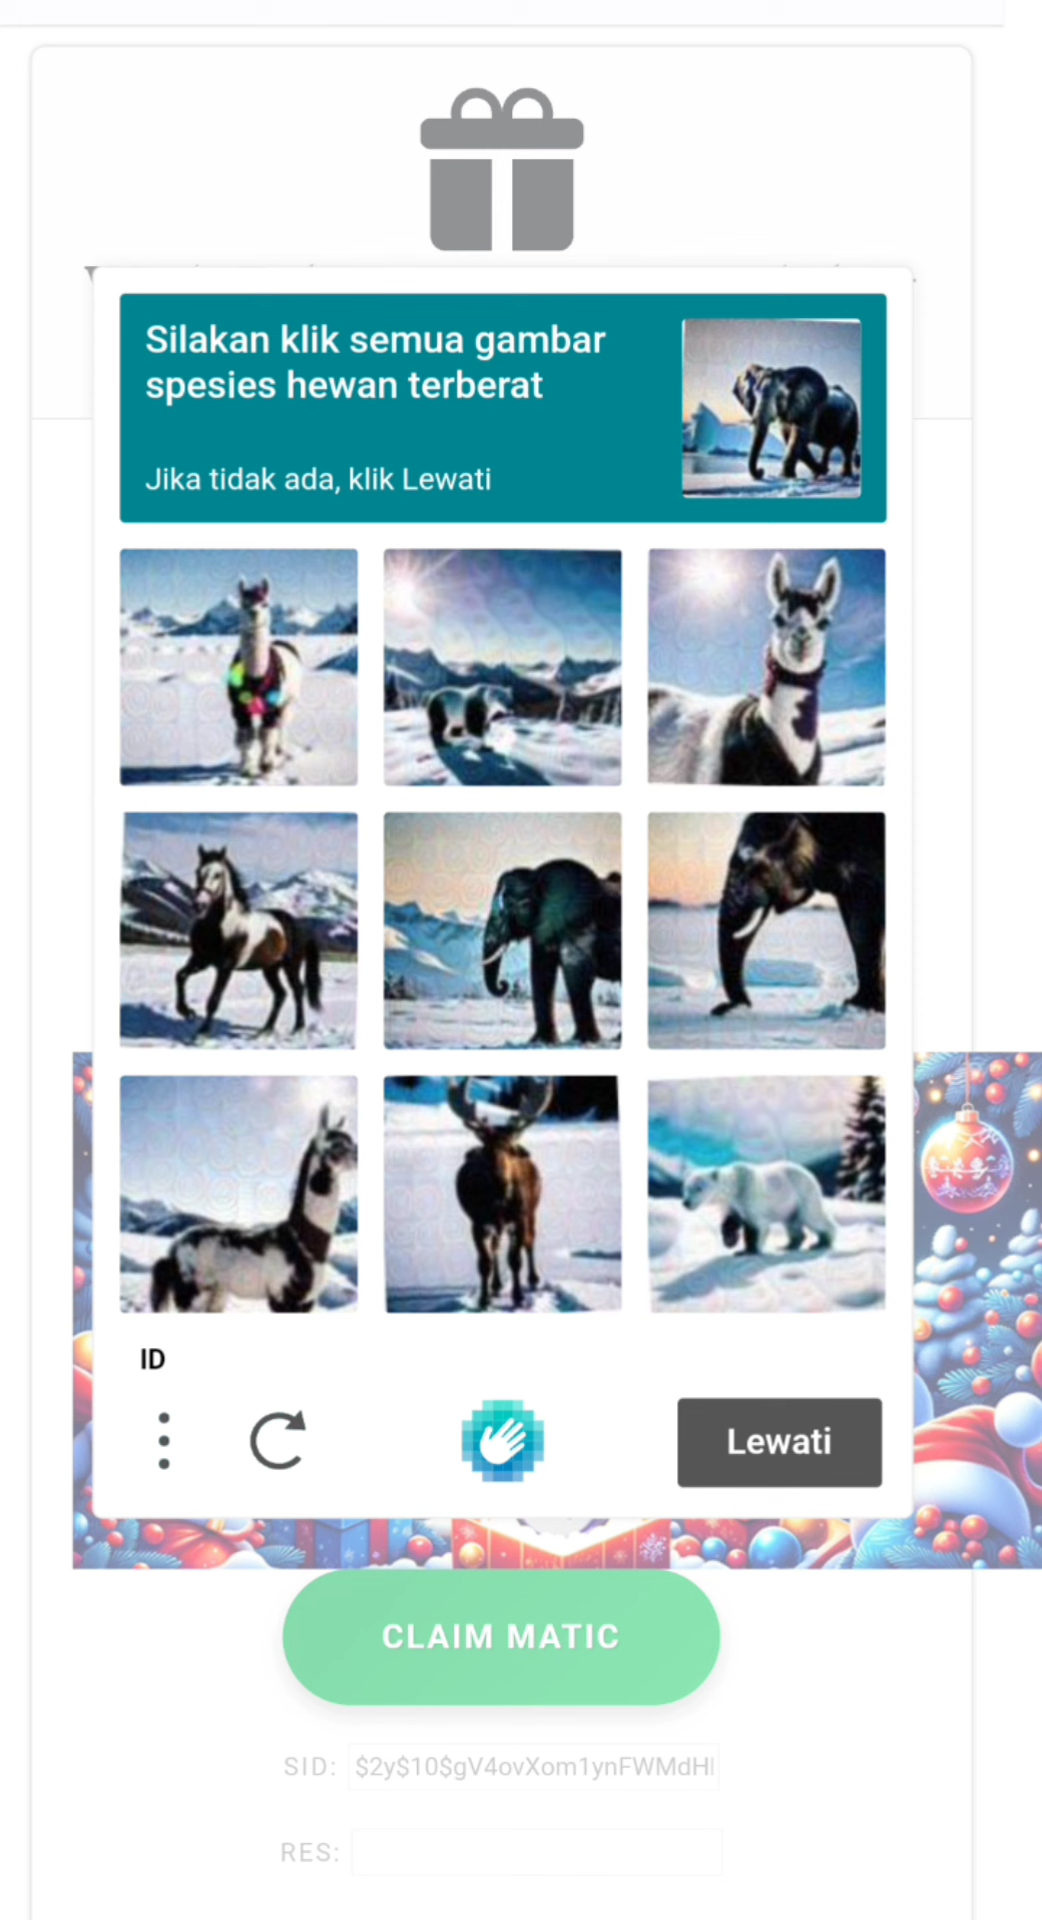 Silakan klik semua gambar
spesies hewan terberat
Jika tidak ada, klik Lewati
ID
Lewati
CLAIM MATIC
SID: $2y$10$gV4ovXom1ynFWMdH
RES: